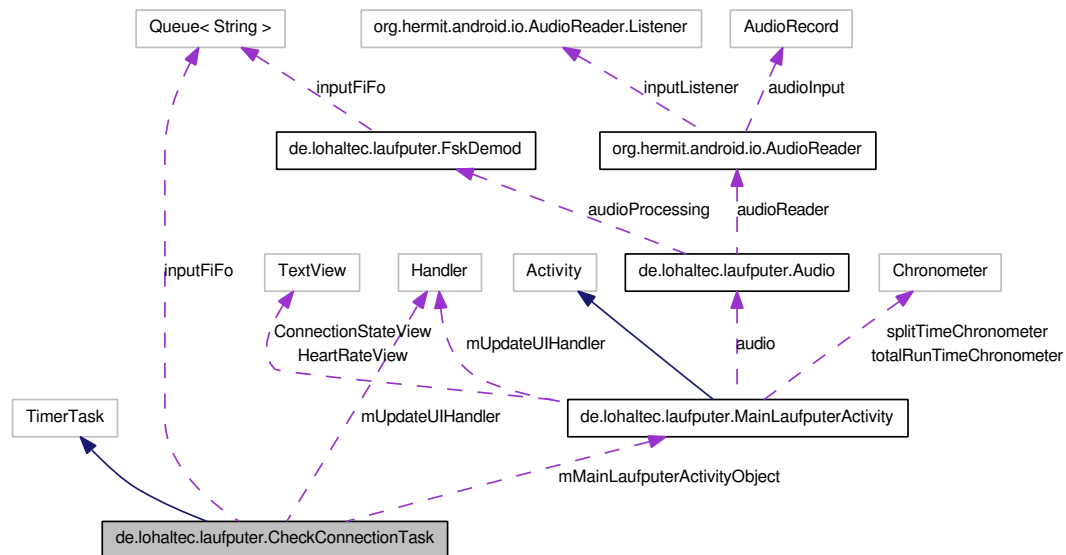 Queue< String >
org.hermit.android.io.AudioReader.Listener
AudioRecord
inputFiFo
inputListener
audioInput
de.lohaltec.laufputer.FskDemod
org.hermit.android.io.AudioReader
audioProcessing
audioReader
inputFiFo
TextView
Handler
Activity
de.lohaltec.laufputer.Audio
Chronometer
ConnectionStateView
HeartRateView
mUpdateUIHandler
audio
splitTimeChronometer
totalRunTimeChronometer
TimerTask
mUpdateUIHandler
de.lohaltec.laufputer.MainLaufputerActivity
mMainLaufputerActivityObject
de.lohaltec.laufputer.CheckConnectionTask